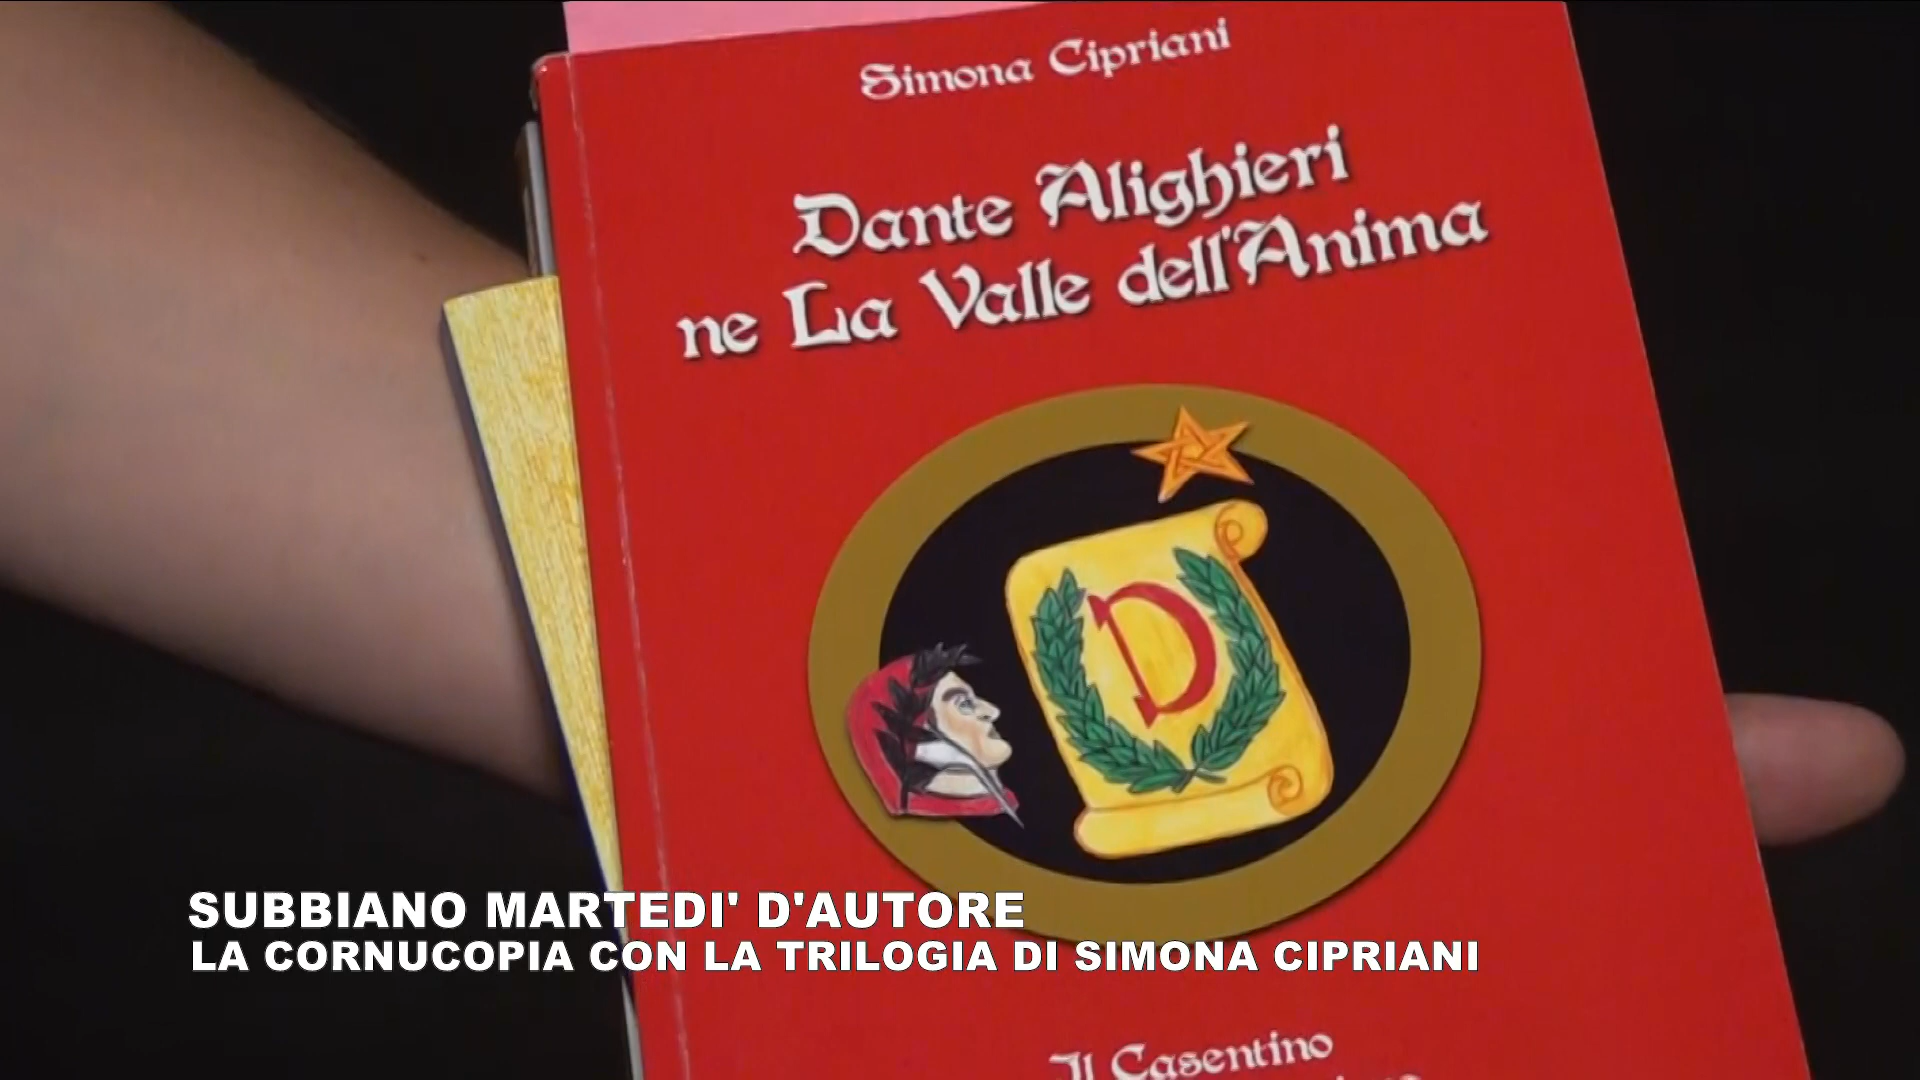 Simona Cipriani
Dante Alighieri
ne La Valle dell'Anima
D
SUBBIANO MARTEDI' D'AUTORE
LA CORNUCOPIA CON LA TRILOGIA DI SIMONA CIPRIANI
Il Casentino